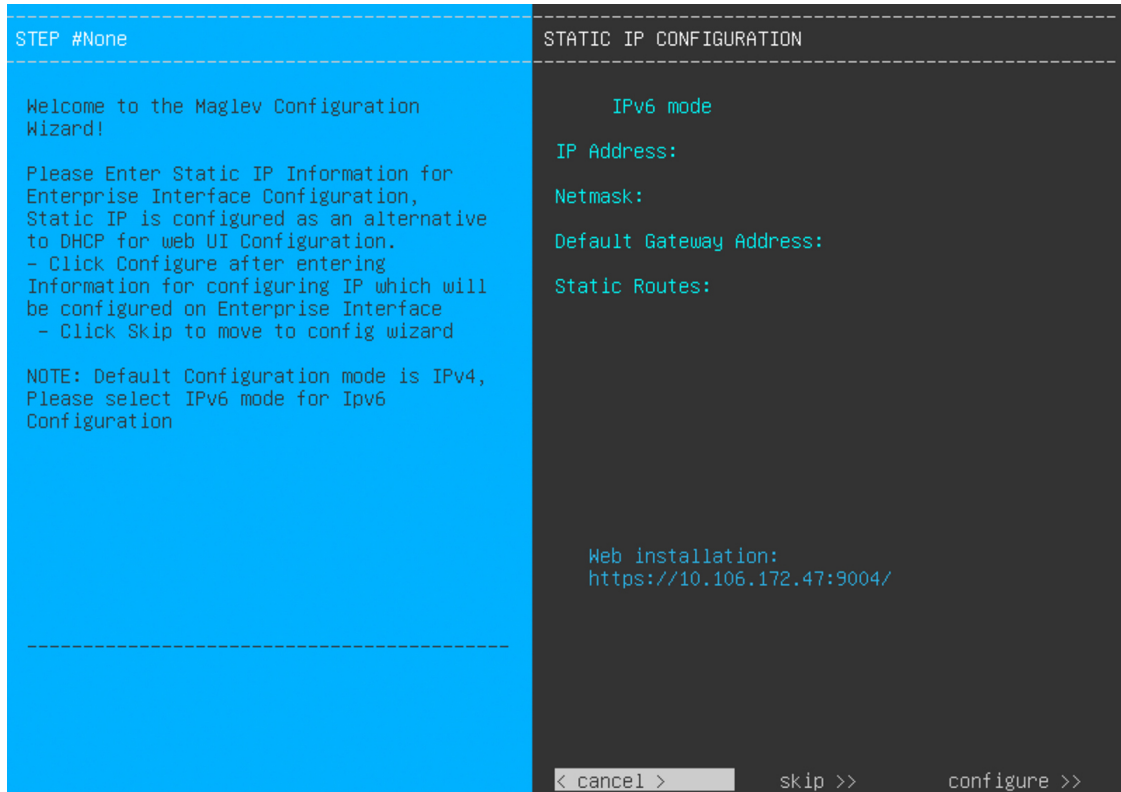 STEP #None
Welcome to the Maglev Configuration
Wizard!
Please Enter Static IP Information for
Enterprise Interface Configuration,
Static IP is configured as an alternative
to DHCP for web UI Configuration.
- Click Configure after entering
Information for configuring IP which will
be configured on Enterprise Interface
- Click Skip to move to config wizard
NOTE: Default Configuration mode is IPv4,
Please select IPv6 mode for Ipv6
Configuration
STATIC IP CONFIGURATION
IPv6 mode
IP Address:
Netmask:
Default Gateway Address:
Static Routes:
Web installation:
https://10.106.172.47:9004/
< cancel > skip >> configure >>